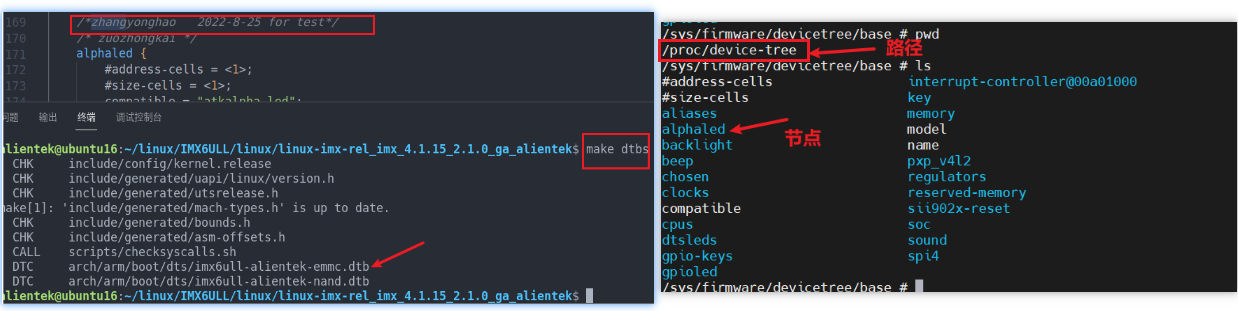 169 /*zhangyonghao 2022-8-25 for test*/
170 /* zuozhongkai */
171 alphaled {
172 #address-cells = <1>;
173 #size-cells = <1>;
174 compatible = "atkalpha-led";
问题 输出 终端 调试控制台
alientek@ubuntu16:~/linux/IMX6ULL/linux/linux-imx-rel_imx_4.1.15_2.1.0_ga_alientek$ make dtbs
CHK include/config/kernel.release
CHK include/generated/uapi/linux/version.h
CHK include/generated/utsrelease.h
make[1]: 'include/generated/mach-types.h' is up to date.
CHK include/generated/bounds.h
CHK include/generated/asm-offsets.h
CALL scripts/checksyscalls.sh
DTC arch/arm/boot/dts/imx6ull-alientek-emmc.dtb
DTC arch/arm/boot/dts/imx6ull-alientek-nand.dtb
alientek@ubuntu16:~/linux/IMX6ULL/linux/linux-imx-rel_imx_4.1.15_2.1.0_ga_alientek$
gpioled
/sys/firmware/devicetree/base # pwd
/proc/device-tree 路径
/sys/firmware/devicetree/base # ls
#address-cells interrupt-controller@00a01000
#size-cells key
aliases memory
alphaled 节点 model
backlight name
beep pxp_v4l2
chosen regulators
clocks reserved-memory
compatible sii902x-reset
cpus soc
dtsleds sound
gpio-keys spi4
gpioled
/sys/firmware/devicetree/base #